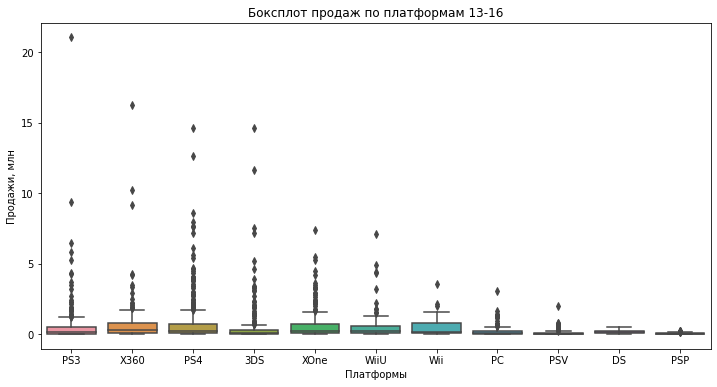 Боксплот продаж по платформам 13-16
Продажи, млн
20
15
10
5
0
PS3 X360 PS4 3DS XOne WiiU Wii PC PSV DS PSP
Платформы